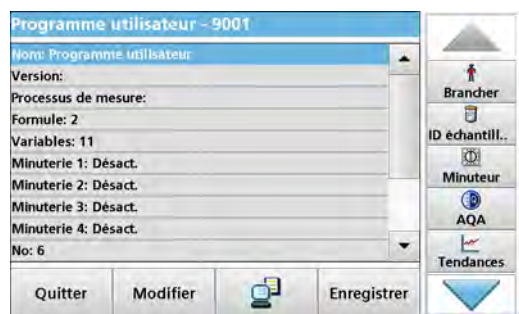 Programme utilisateur - 9001
Nom: Programme utilisateur
Version:
Processus de mesure:
Formule: 2
Variables: 11
Minuterie 1: Désact.
Minuterie 2: Désact.
Minuterie 3: Désact.
Minuterie 4: Désact.
No: 6
Quitter
Modifier
Enregistrer
Brancher
ID échantill..
Minuteur
AQA
Tendances